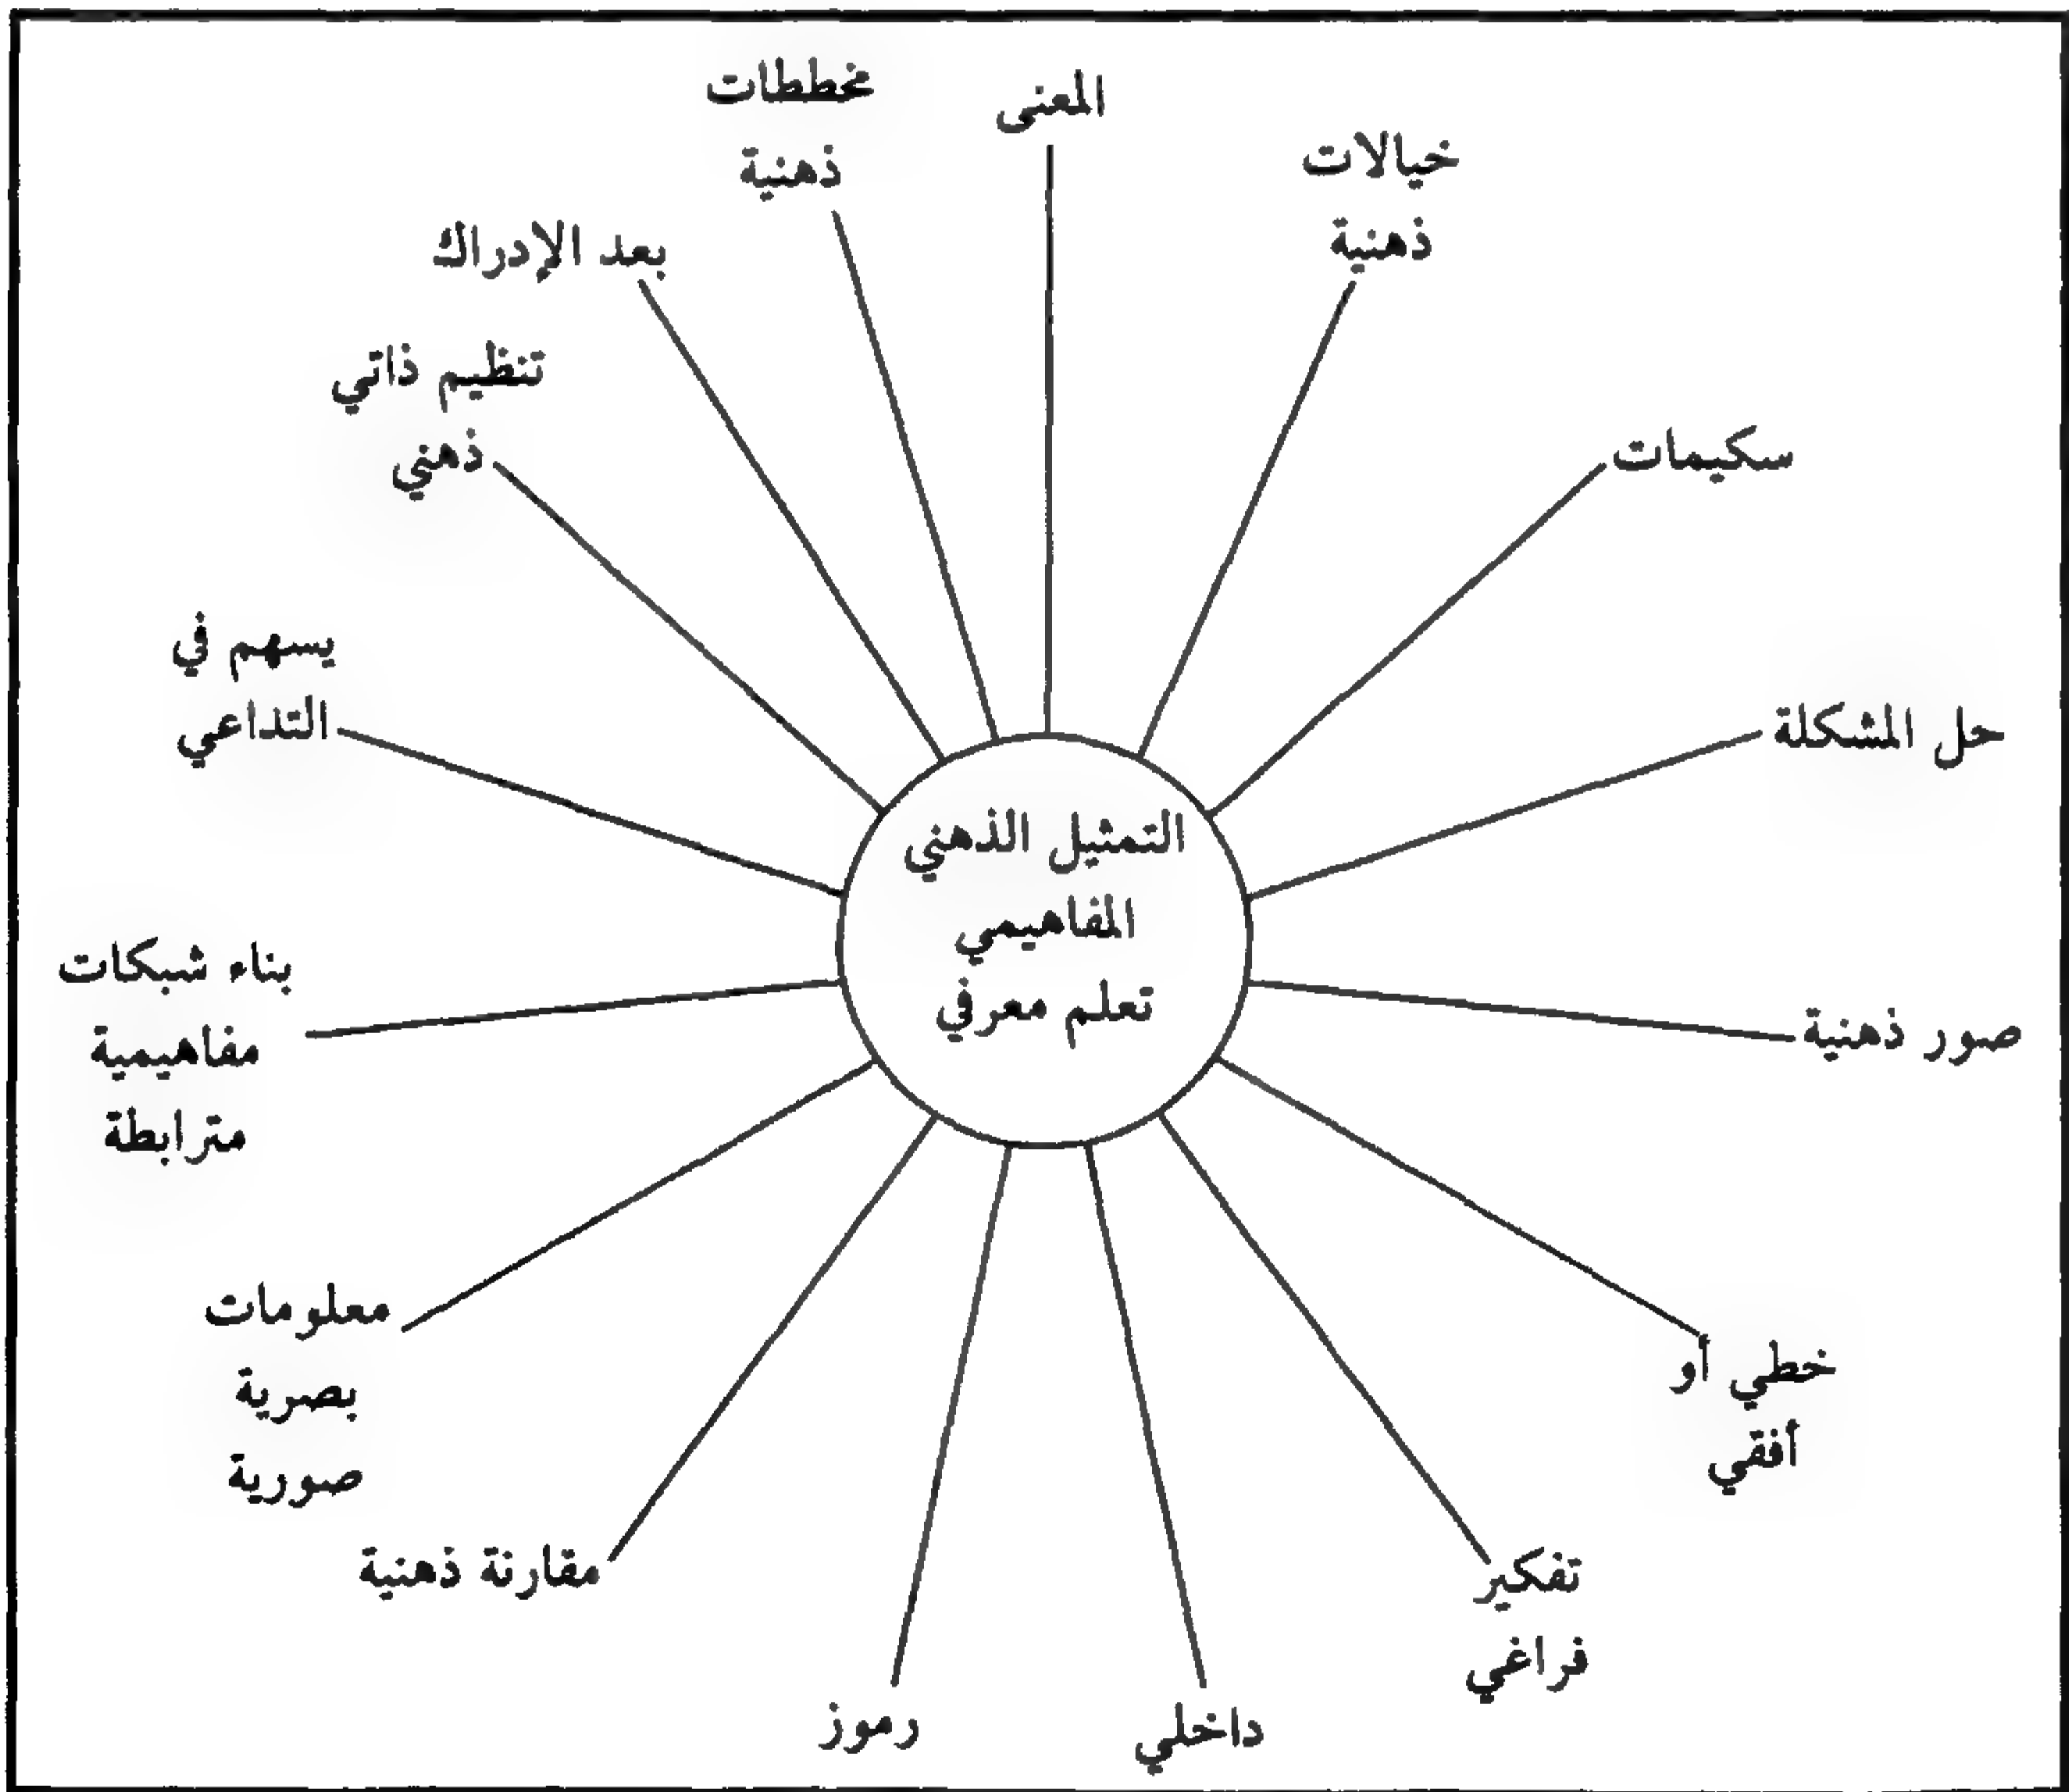 المعنى
خيالات
ذهنية
سكيمات
حل المشكلة
صور ذهنية
خطي أو
أفقي
تفكير
فراغي
داخلي
رموز
مقارنة ذهنية
معلومات
بصرية
صورية
بناء شبكات
مفاهيمية
مترابطة
يسهم في
التداعي
تنظيم ذاتي
ذهني
بعد الإدراك
مخططات
ذهنية
التمثيل الذهني
المفاهيمي
تعلم معرفي